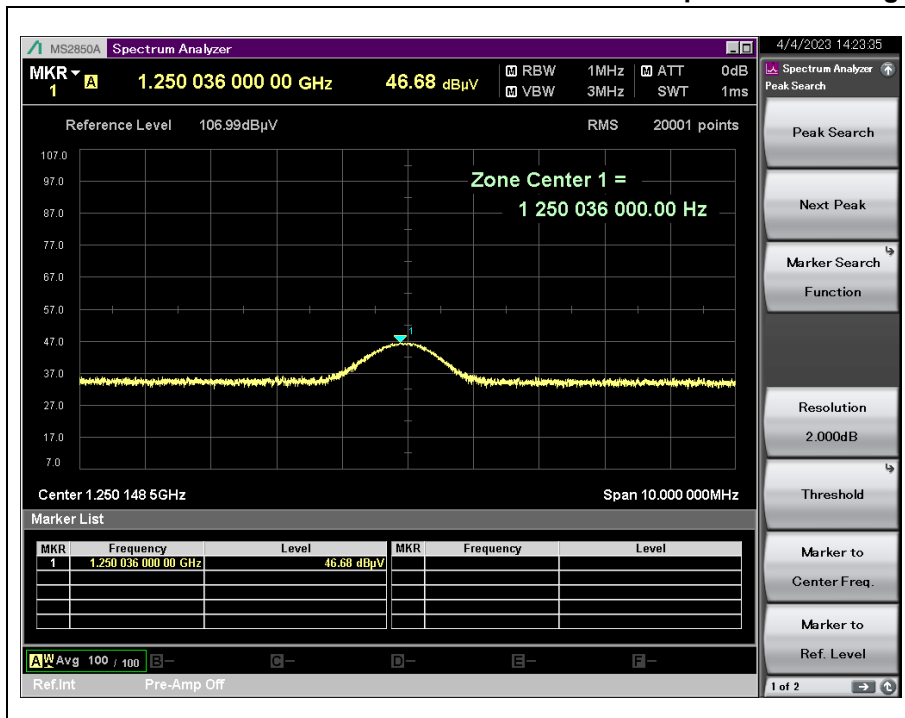 MS2850A Spectrum Analyzer
4/4/2023 14:23:35
MKR 1 A 1.250 036 000 00 GHz 46.68 dBµV
M RBW 1MHz M ATT 0dB
M VBW 3MHz SWT 1ms
Spectrum Analyzer
Peak Search
Reference Level 106.99dBµV RMS 20001 points
Peak Search
107.0
97.0
87.0
77.0
67.0
57.0
47.0
37.0
27.0
17.0
7.0
Zone Center 1 =
1 250 036 000.00 Hz
1
Next Peak
Marker Search
Function
Resolution
2.000dB
Center 1.250 148 5GHz Span 10.000 000MHz
Threshold
Marker List
MKR Frequency Level MKR Frequency Level
1 1.250 036 000 00 GHz 46.68 dBµV
Marker to
Center Freq.
Marker to
Ref. Level
A W Avg 100 / 100 B- C- D- E- F-
Ref.Int Pre-Amp Off
1 of 2